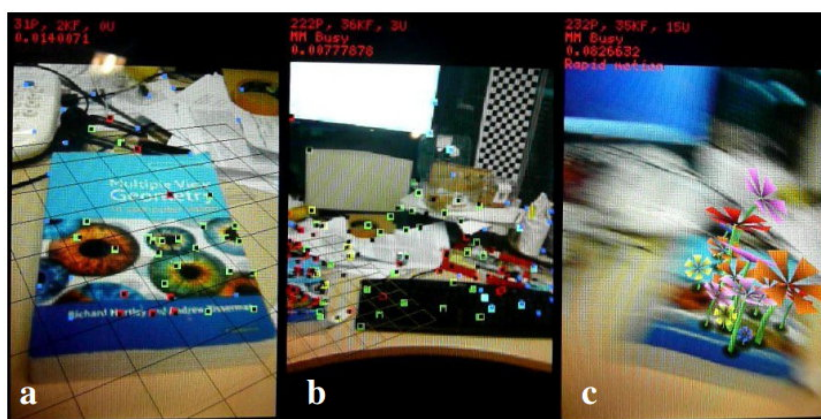 31P, 2KF, 0U
0.0140871
Multiple View
Geometry
Richard Hartley and Andrew Zisserman
a
222P, 36KF, 3U
MM Busy
0.00777878
b
232P, 35KF, 15U
MM Busy
0.0826632
Rapid motion
c